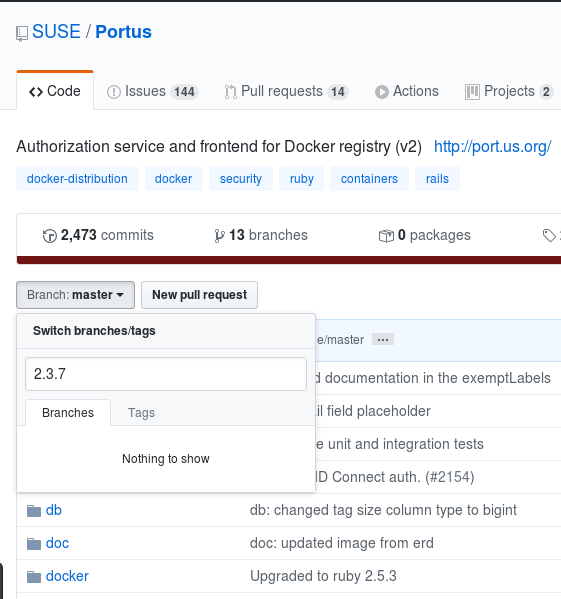 SUSE / Portus
Code Issues 144 Pull requests 14 Actions Projects 2
Authorization service and frontend for Docker registry (v2) http://port.us.org/
docker-distribution docker security ruby containers rails
2,473 commits 13 branches 0 packages
Branch: master New pull request
Switch branches/tags
e/master ...
2.3.7
d documentation in the exemptLabels
Branches Tags
il field placeholder
e unit and integration tests
Nothing to show
ID Connect auth. (#2154)
db db: changed tag size column type to bigint
doc doc: updated image from erd
docker Upgraded to ruby 2.5.3